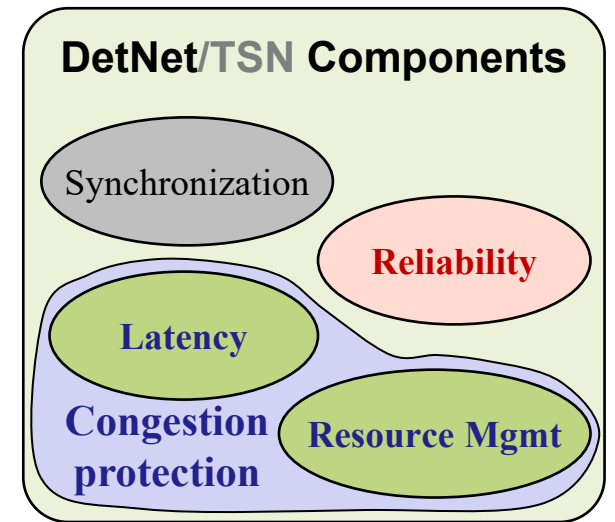 DetNet/TSN Components
Synchronization
Reliability
Latency
Congestion
protection
Resource Mgmt